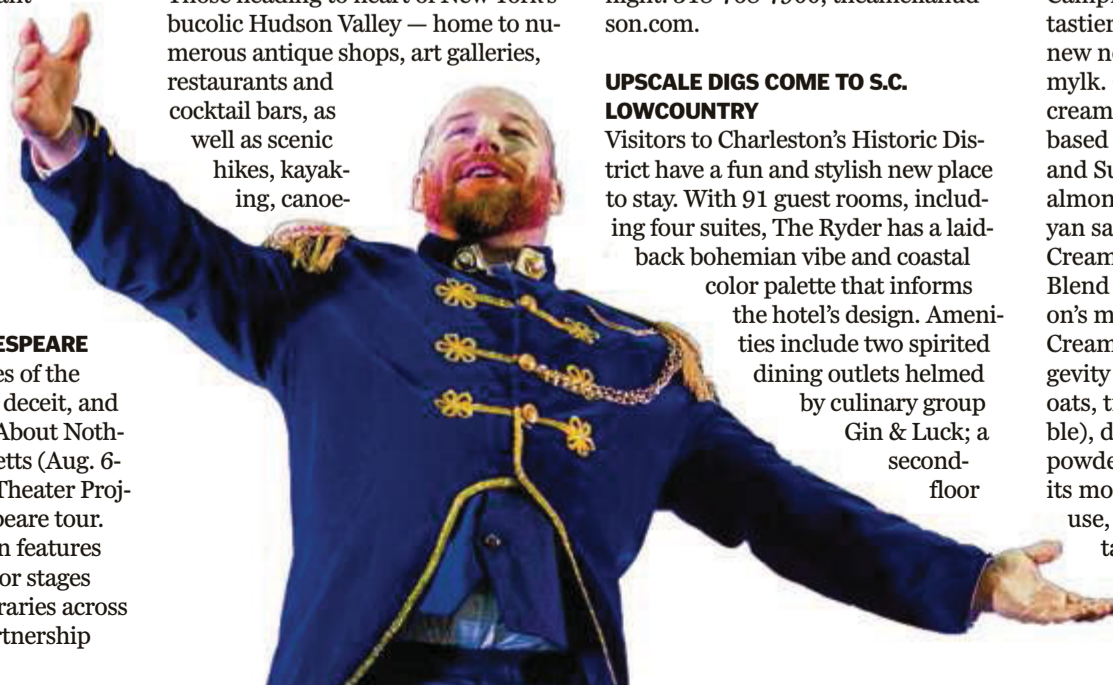 ESPEARE
es of the
deceit, and
About Noth-
etts (Aug. 6-
Theater Proj-
peare tour.
n features
or stages
raries across
rtnership
Those heading to heart of New York's
bucolic Hudson Valley — home to nu-
merous antique shops, art galleries,
restaurants and
cocktail bars, as
well as scenic
hikes, kayak-
ing, canoe-
night. theameliahud-
son.com.
UPSCALE DIGS COME TO S.C.
LOWCOUNTRY
Visitors to Charleston's Historic Dis-
trict have a fun and stylish new place
to stay. With 91 guest rooms, includ-
ing four suites, The Ryder has a laid-
back bohemian vibe and coastal
color palette that informs
the hotel's design. Ameni-
ties include two spirited
dining outlets helmed
by culinary group
Gin & Luck; a
second-
floor
tastier
new no
mylk.
cream
based
and Su
almon
yan sa
Cream
Blend
on's m
Cream
gevity
oats, t
ble), d
powde
its mo
use,
ta